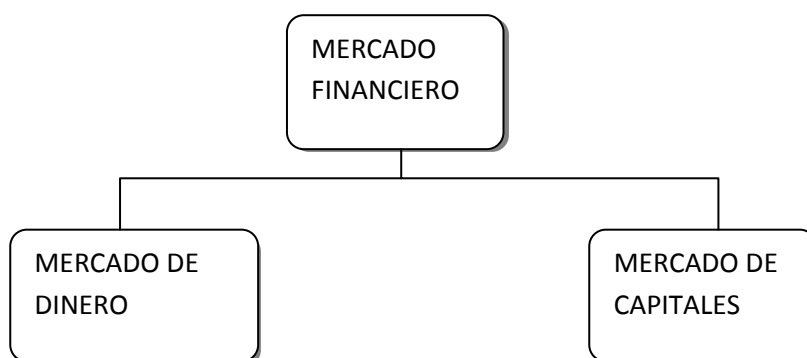 MERCADO
FINANCIERO
MERCADO DE
DINERO
MERCADO DE
CAPITALES